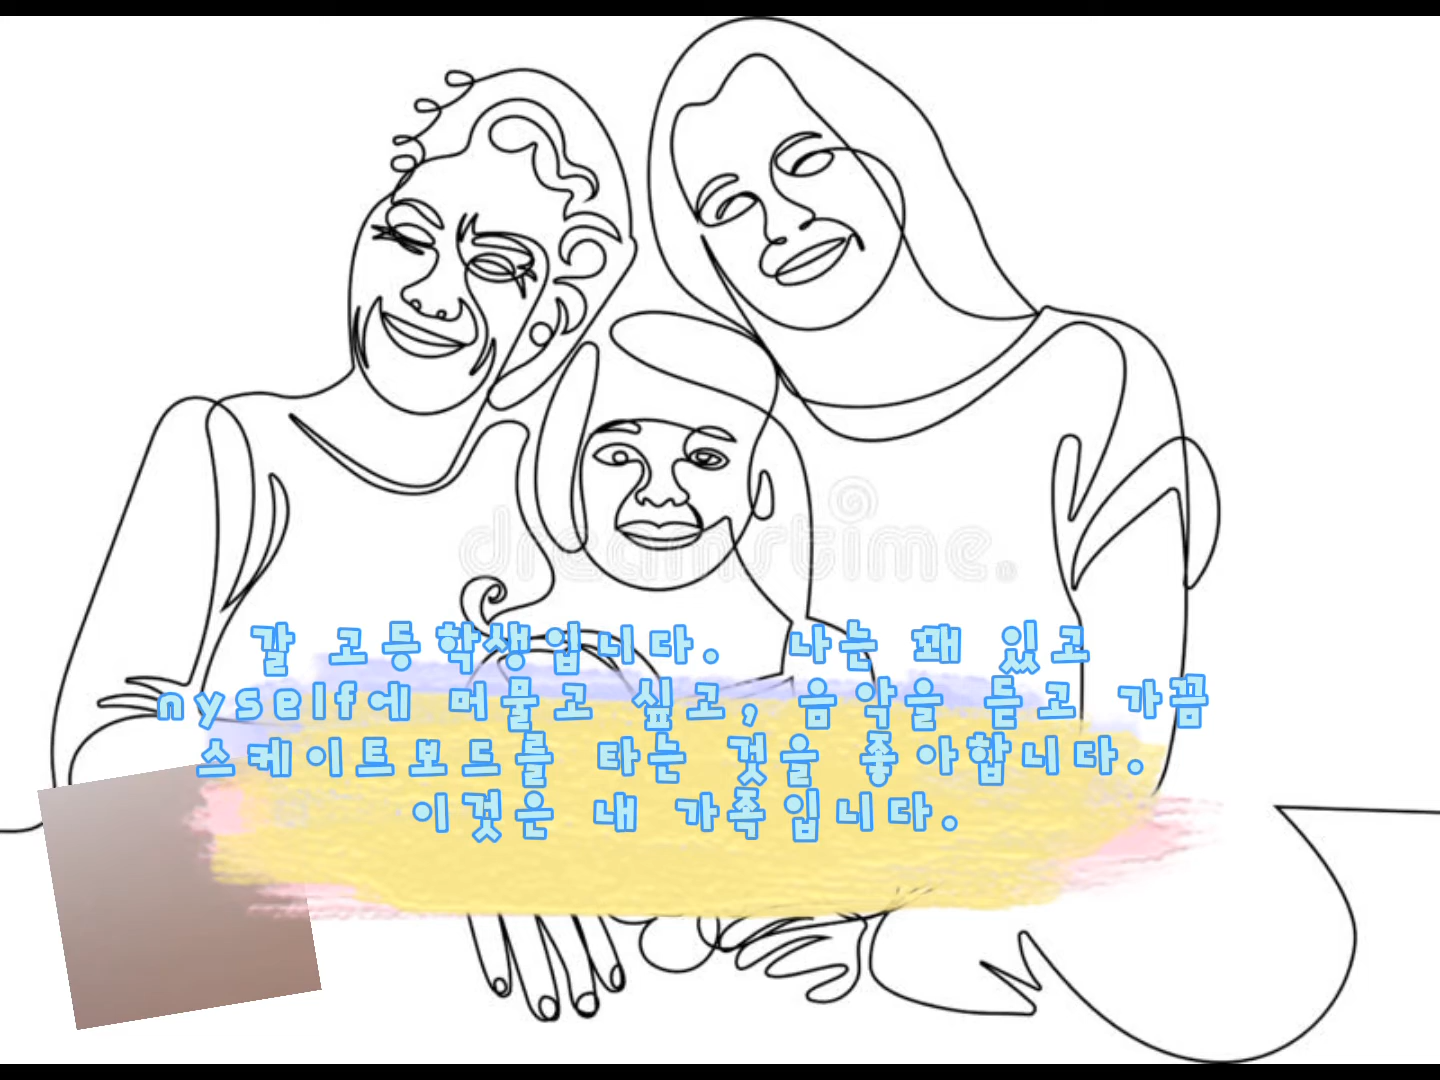 dreamstime.
갈 고등학생입니다. 나는 꽤 있고
nyself에 머물고 싶고, 음악을 듣고 가끔
스케이트보드를 타는 것을 좋아합니다.
이것은 내 가족입니다.